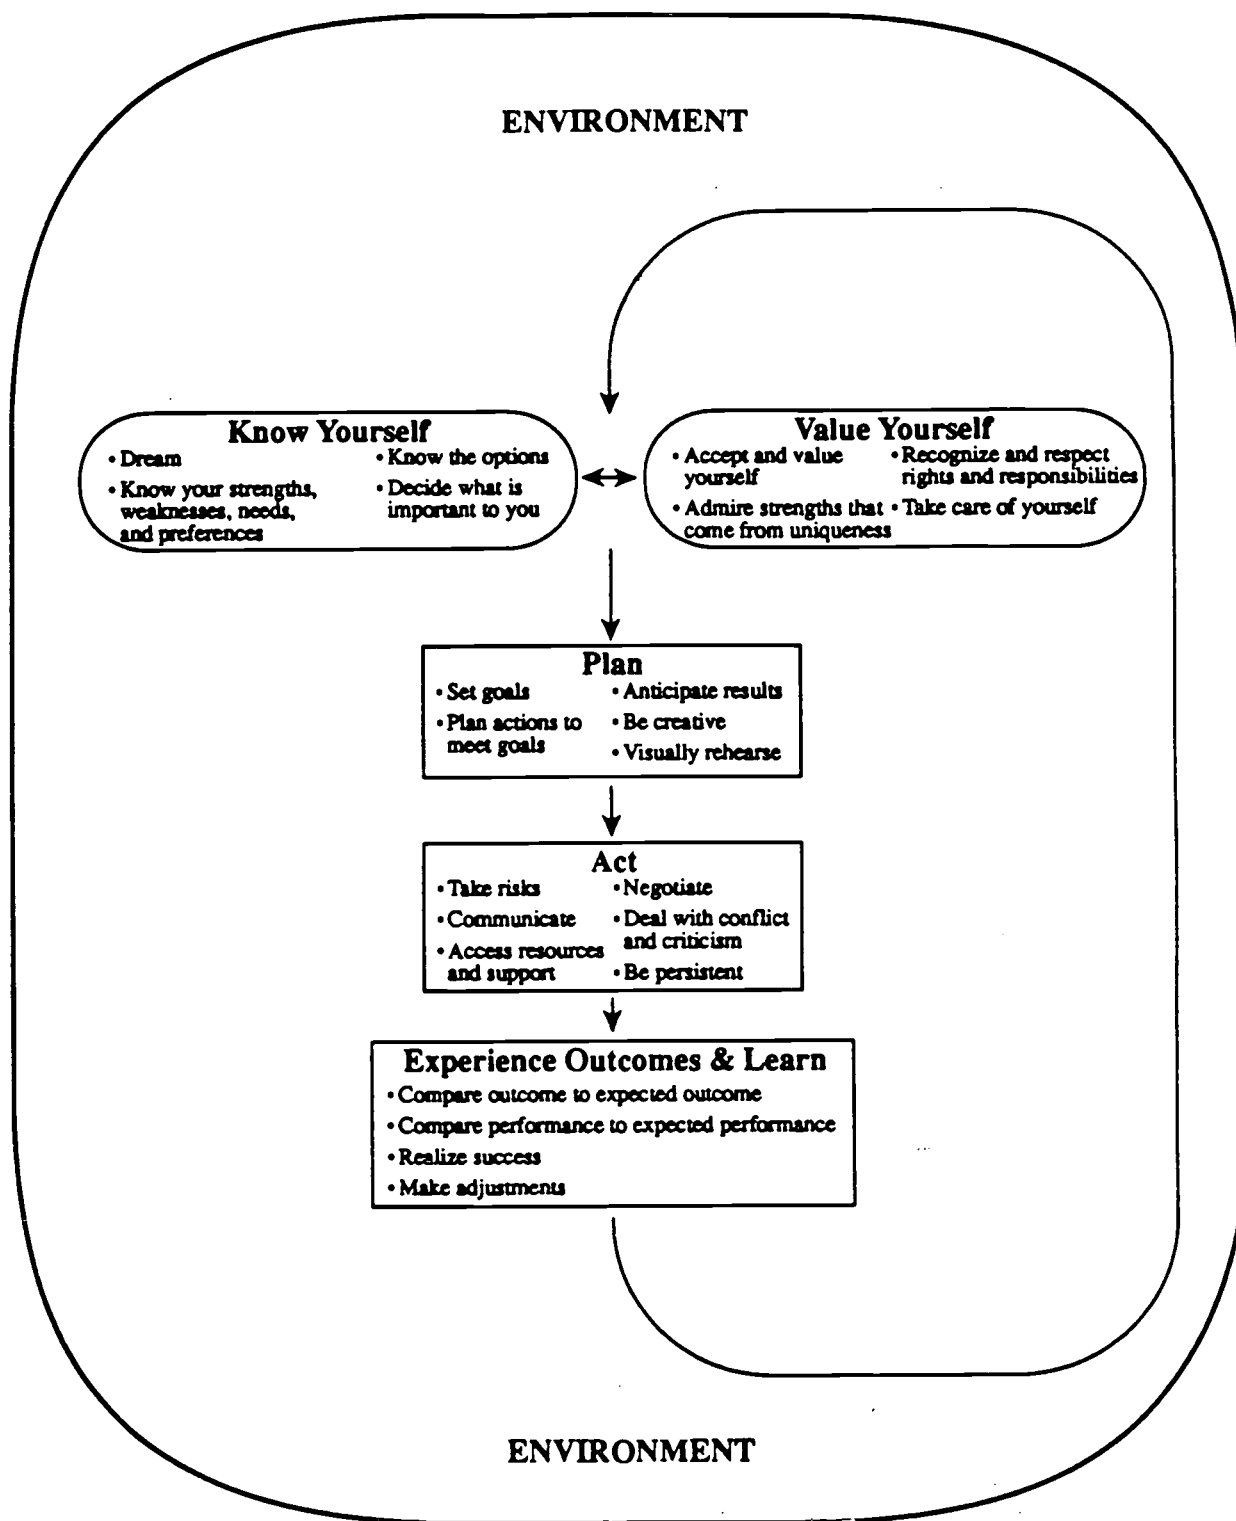 ENVIRONMENT
Know Yourself
• Dream
• Know your strengths,
weaknesses, needs,
and preferences
• Know the options
• Decide what is
important to you
Value Yourself
• Accept and value
yourself
• Admire strengths that
come from uniqueness
• Recognize and respect
rights and responsibilities
• Take care of yourself
Plan
• Set goals
• Plan actions to
meet goals
• Anticipate results
• Be creative
• Visually rehearse
Act
• Take risks
• Communicate
• Access resources
and support
• Negotiate
• Deal with conflict
and criticism
• Be persistent
Experience Outcomes & Learn
• Compare outcome to expected outcome
• Compare performance to expected performance
• Realize success
• Make adjustments
ENVIRONMENT